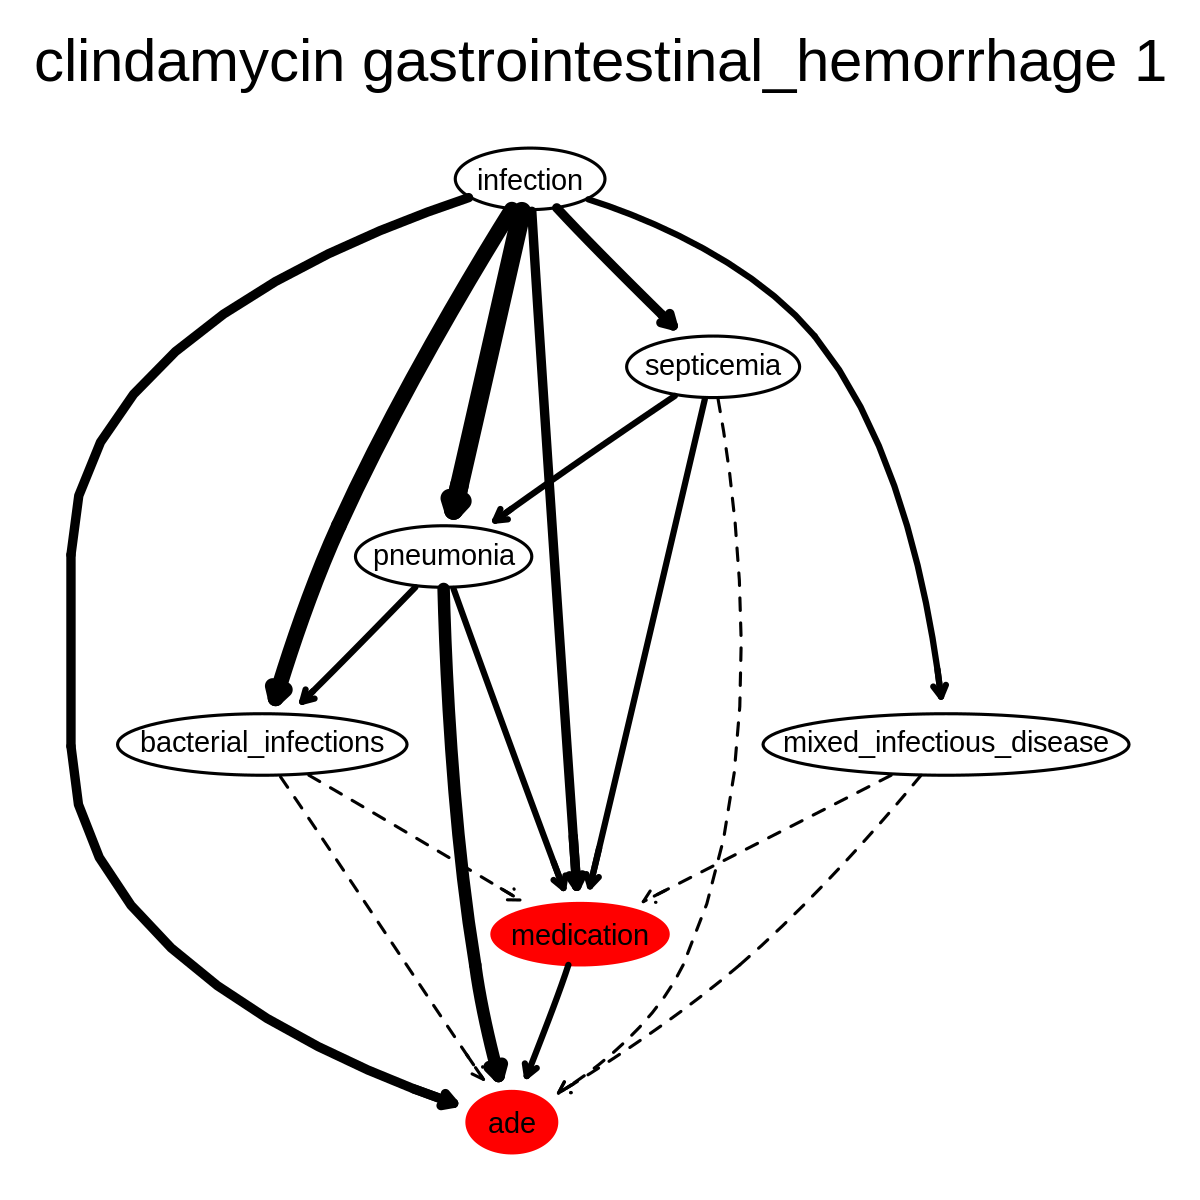 clindamycin gastrointestinal_hemorrhage 1
infection
septicemia
pneumonia
bacterial_infections
mixed_infectious_disease
medication
ade